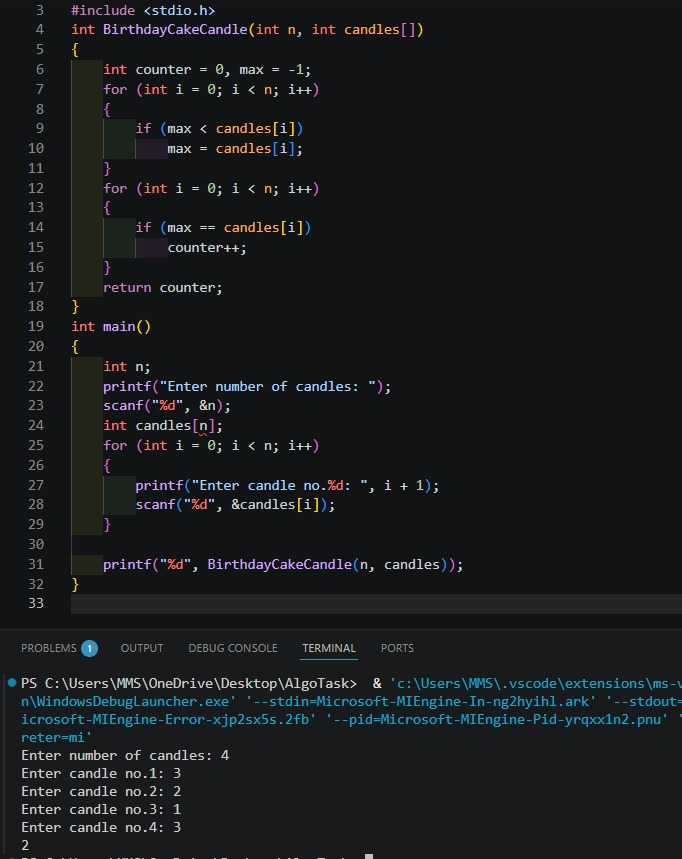 3 #include <stdio.h>
4 int BirthdayCakeCandle(int n, int candles[])
5 {
6 int counter = 0, max = -1;
7 for (int i = 0; i < n; i++)
8 {
9 if (max < candles[i])
10 max = candles[i];
11 }
12 for (int i = 0; i < n; i++)
13 {
14 if (max == candles[i])
15 counter++;
16 }
17 return counter;
18 }
19 int main()
20 {
21 int n;
22 printf("Enter number of candles: ");
23 scanf("%d", &n);
24 int candles[n];
25 for (int i = 0; i < n; i++)
26 {
27 printf("Enter candle no.%d: ", i + 1);
28 scanf("%d", &candles[i]);
29 }
30
31 printf("%d", BirthdayCakeCandle(n, candles));
32 }
33
PROBLEMS 1 OUTPUT DEBUG CONSOLE TERMINAL PORTS
PS C:\Users\MMS\OneDrive\Desktop\AlgoTask> & 'c:\Users\MMS\.vscode\extensions\ms-v
n\WindowsDebugLauncher.exe' '--stdin=Microsoft-MIEngine-In-ng2hyihl.ark' '--stdout=
icrosoft-MIEngine-Error-xjp2sx5s.2fb' '--pid=Microsoft-MIEngine-Pid-yrqxx1n2.pnu' '
reter=mi'
Enter number of candles: 4
Enter candle no.1: 3
Enter candle no.2: 2
Enter candle no.3: 1
Enter candle no.4: 3
2